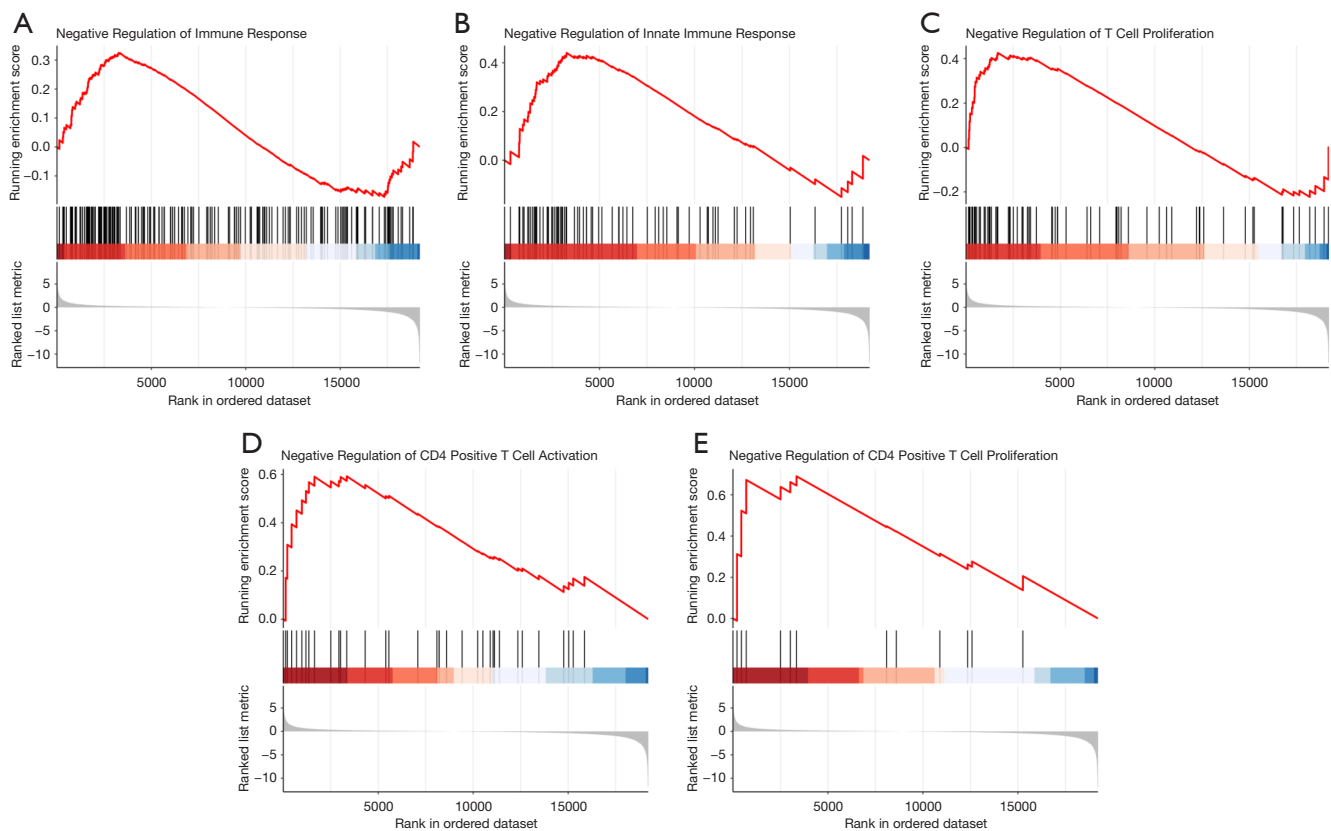 A
Negative Regulation of Immune Response
Running enrichment score
0.3
0.2
0.1
0.0
−0.1
Ranked list metric
5
0
−5
−10
5000
10000
15000
Rank in ordered dataset
B
Negative Regulation of Innate Immune Response
Running enrichment score
0.4
0.2
0.0
Ranked list metric
5
0
−5
−10
5000
10000
15000
Rank in ordered dataset
C
Negative Regulation of T Cell Proliferation
Running enrichment score
0.4
0.2
0.0
−0.2
Ranked list metric
5
0
−5
−10
5000
10000
15000
Rank in ordered dataset
D
Negative Regulation of CD4 Positive T Cell Activation
Running enrichment score
0.6
0.4
0.2
0.0
Ranked list metric
5
0
−5
−10
5000
10000
15000
Rank in ordered dataset
E
Negative Regulation of CD4 Positive T Cell Proliferation
Running enrichment score
0.6
0.4
0.2
0.0
Ranked list metric
5
0
−5
−10
5000
10000
15000
Rank in ordered dataset